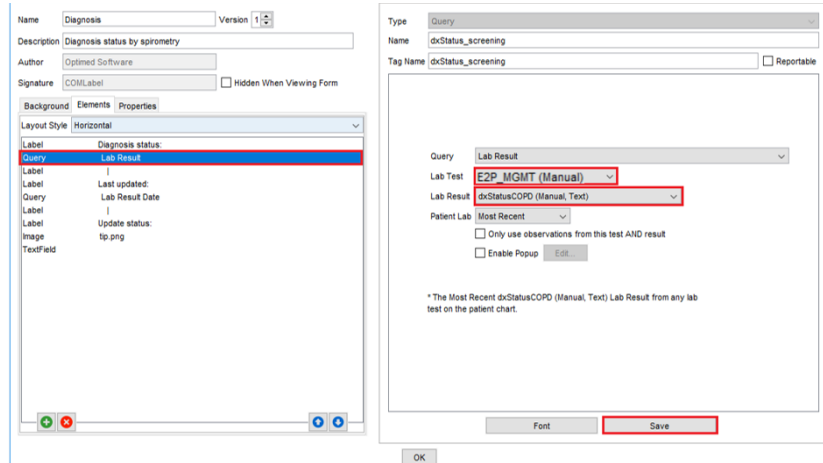 Name Diagnosis Version 1
Description Diagnosis status by spirometry
Author Optimed Software
Signature COMLabel Hidden When Viewing Form
Background Elements Properties
Layout Style Horizontal
Label Diagnosis status:
Query Lab Result
Label |
Label Last updated:
Query Lab Result Date
Label |
Label Update status:
Image tip.png
TextField
Type Query
Name dxStatus_screening
Tag Name dxStatus_screening Reportable
Query Lab Result
Lab Test E2P_MGMT (Manual)
Lab Result dxStatusCOPD (Manual, Text)
Patient Lab Most Recent
Only use observations from this test AND result
Enable Popup Edit...
* The Most Recent dxStatusCOPD (Manual, Text) Lab Result from any lab
test on the patient chart.
Font Save
OK